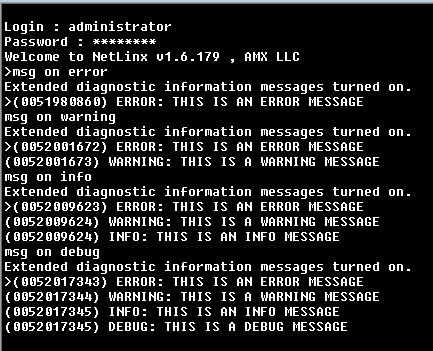 Login : administrator
Password : ********
Welcome to NetLinx v1.6.179 , AMX LLC
>msg on error
Extended diagnostic information messages turned on.
>(0051980860) ERROR: THIS IS AN ERROR MESSAGE
msg on warning
Extended diagnostic information messages turned on.
>(0052001672) ERROR: THIS IS AN ERROR MESSAGE
(0052001673) WARNING: THIS IS A WARNING MESSAGE
msg on info
Extended diagnostic information messages turned on.
>(0052009623) ERROR: THIS IS AN ERROR MESSAGE
(0052009624) WARNING: THIS IS A WARNING MESSAGE
(0052009624) INFO: THIS IS AN INFO MESSAGE
msg on debug
Extended diagnostic information messages turned on.
>(0052017343) ERROR: THIS IS AN ERROR MESSAGE
(0052017344) WARNING: THIS IS A WARNING MESSAGE
(0052017345) INFO: THIS IS AN INFO MESSAGE
(0052017345) DEBUG: THIS IS A DEBUG MESSAGE